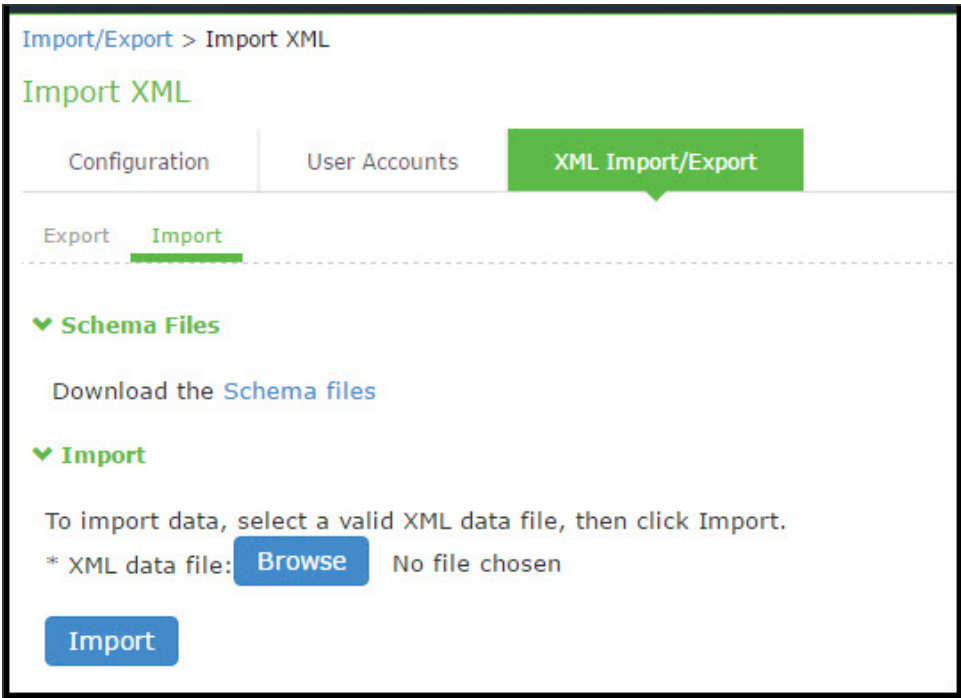 Import/Export > Import XML
Import XML
Configuration User Accounts XML Import/Export
Export Import
Schema Files
Download the Schema files
Import
To import data, select a valid XML data file, then click Import.
* XML data file: Browse No file chosen
Import